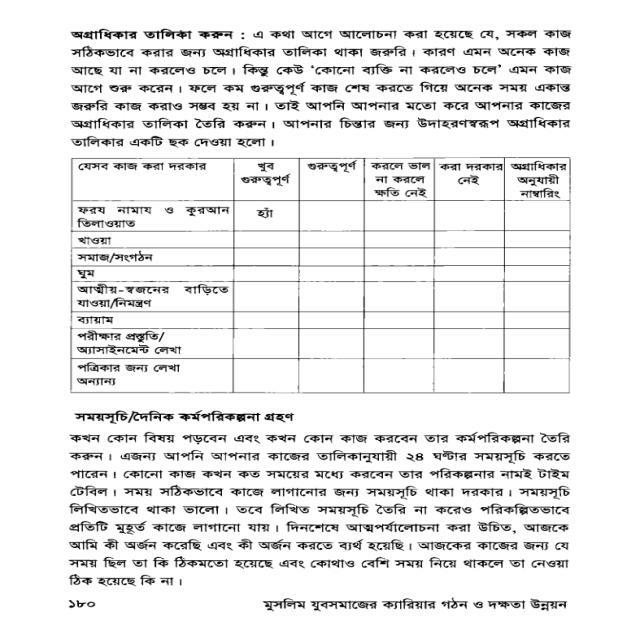 অগ্রাধিকার তালিকা করুন : এ কথা আগে আলোচনা করা হয়েছে যে, সকল কাজ
সঠিকভাবে করার জন্য অগ্রাধিকার তালিকা থাকা জরুরি। কারণ এমন অনেক কাজ
আছে যা না করলেও চলে। কিন্তু কেউ ‘কোনো ব্যক্তি না করলেও চলে’ এমন কাজ
আগে শুরু করেন। ফলে কম গুরুত্বপূর্ণ কাজ শেষ করতে গিয়ে অনেক সময় একান্ত
জরুরি কাজ করাও সম্ভব হয় না। তাই আপনি আপনার মতো করে আপনার কাজের
অগ্রাধিকার তালিকা তৈরি করুন। আপনার চিন্তার জন্য উদাহরণস্বরূপ অগ্রাধিকার
তালিকার একটি ছক দেওয়া হলো।
যেসব কাজ করা দরকার খুব গুরুত্বপূর্ণ গুরুত্বপূর্ণ করলে ভাল না করলে ক্ষতি নেই করা দরকার নেই অগ্রাধিকার অনুযায়ী নাম্বারিং
ফরয নামায ও কুরআন তিলাওয়াত হ্যাঁ
খাওয়া
সমাজ/সংগঠন
ঘুম
আত্মীয়-স্বজনের বাড়িতে
যাওয়া/নিমন্ত্রণ
ব্যায়াম
পরীক্ষার প্রস্তুতি/
অ্যাসাইনমেন্ট লেখা
পত্রিকার জন্য লেখা
অন্যান্য
সময়সূচি/দৈনিক কর্মপরিকল্পনা গ্রহণ
কখন কোন বিষয় পড়বেন এবং কখন কোন কাজ করবেন তার কর্মপরিকল্পনা তৈরি
করুন। এজন্য আপনি আপনার কাজের তালিকানুযায়ী ২৪ ঘণ্টার সময়সূচি করতে
পারেন। কোনো কাজ কখন কত সময়ের মধ্যে করবেন তার পরিকল্পনার নামই টাইম
টেবিল। সময় সঠিকভাবে কাজে লাগানোর জন্য সময়সূচি থাকা দরকার। সময়সূচি
লিখিতভাবে থাকা ভালো। তবে লিখিত সময়সূচি তৈরি না করেও পরিকল্পিতভাবে
প্রতিটি মুহূর্ত কাজে লাগানো যায়। দিনশেষে আত্মপর্যালোচনা করা উচিত, আজকে
আমি কী অর্জন করেছি এবং কী অর্জন করতে ব্যর্থ হয়েছি। আজকের কাজের জন্য যে
সময় ছিল তা কি ঠিকমতো হয়েছে এবং কোথাও বেশি সময় নিয়ে থাকলে তা নেওয়া
ঠিক হয়েছে কি না।
১৮০ মুসলিম যুবসমাজের ক্যারিয়ার গঠন ও দক্ষতা উন্নয়ন